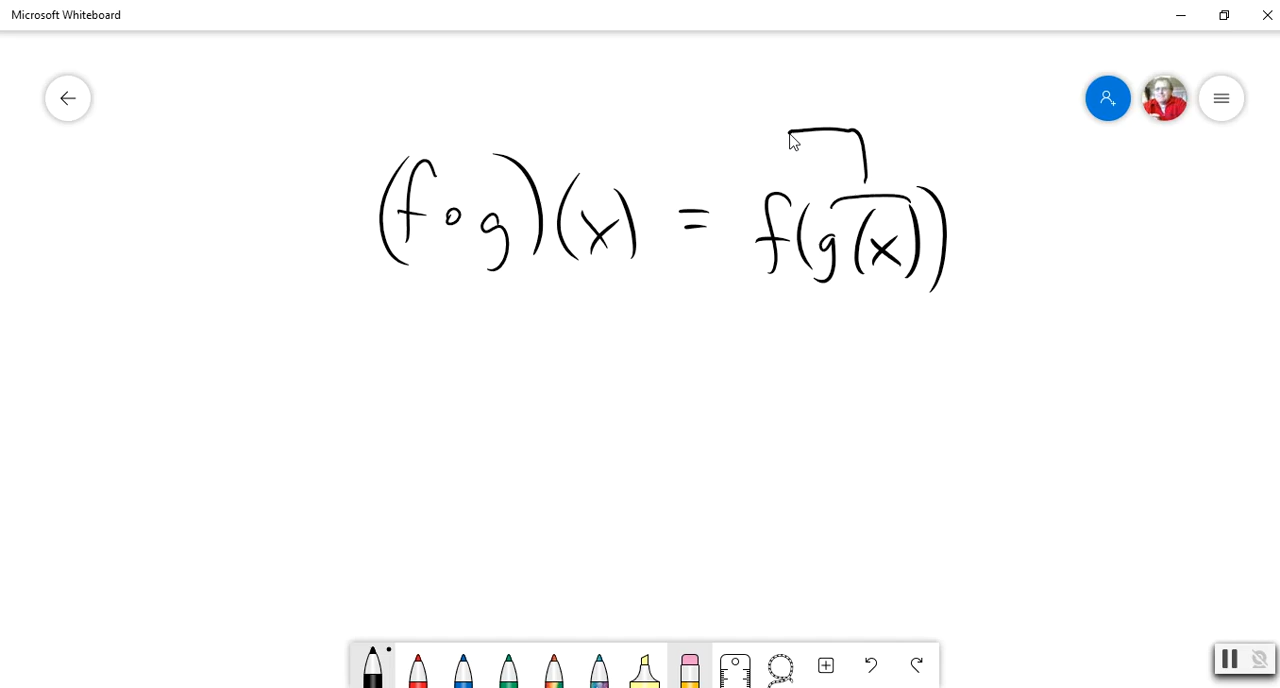 Microsoft Whiteboard
(f∘g)(x) = f(g(x))